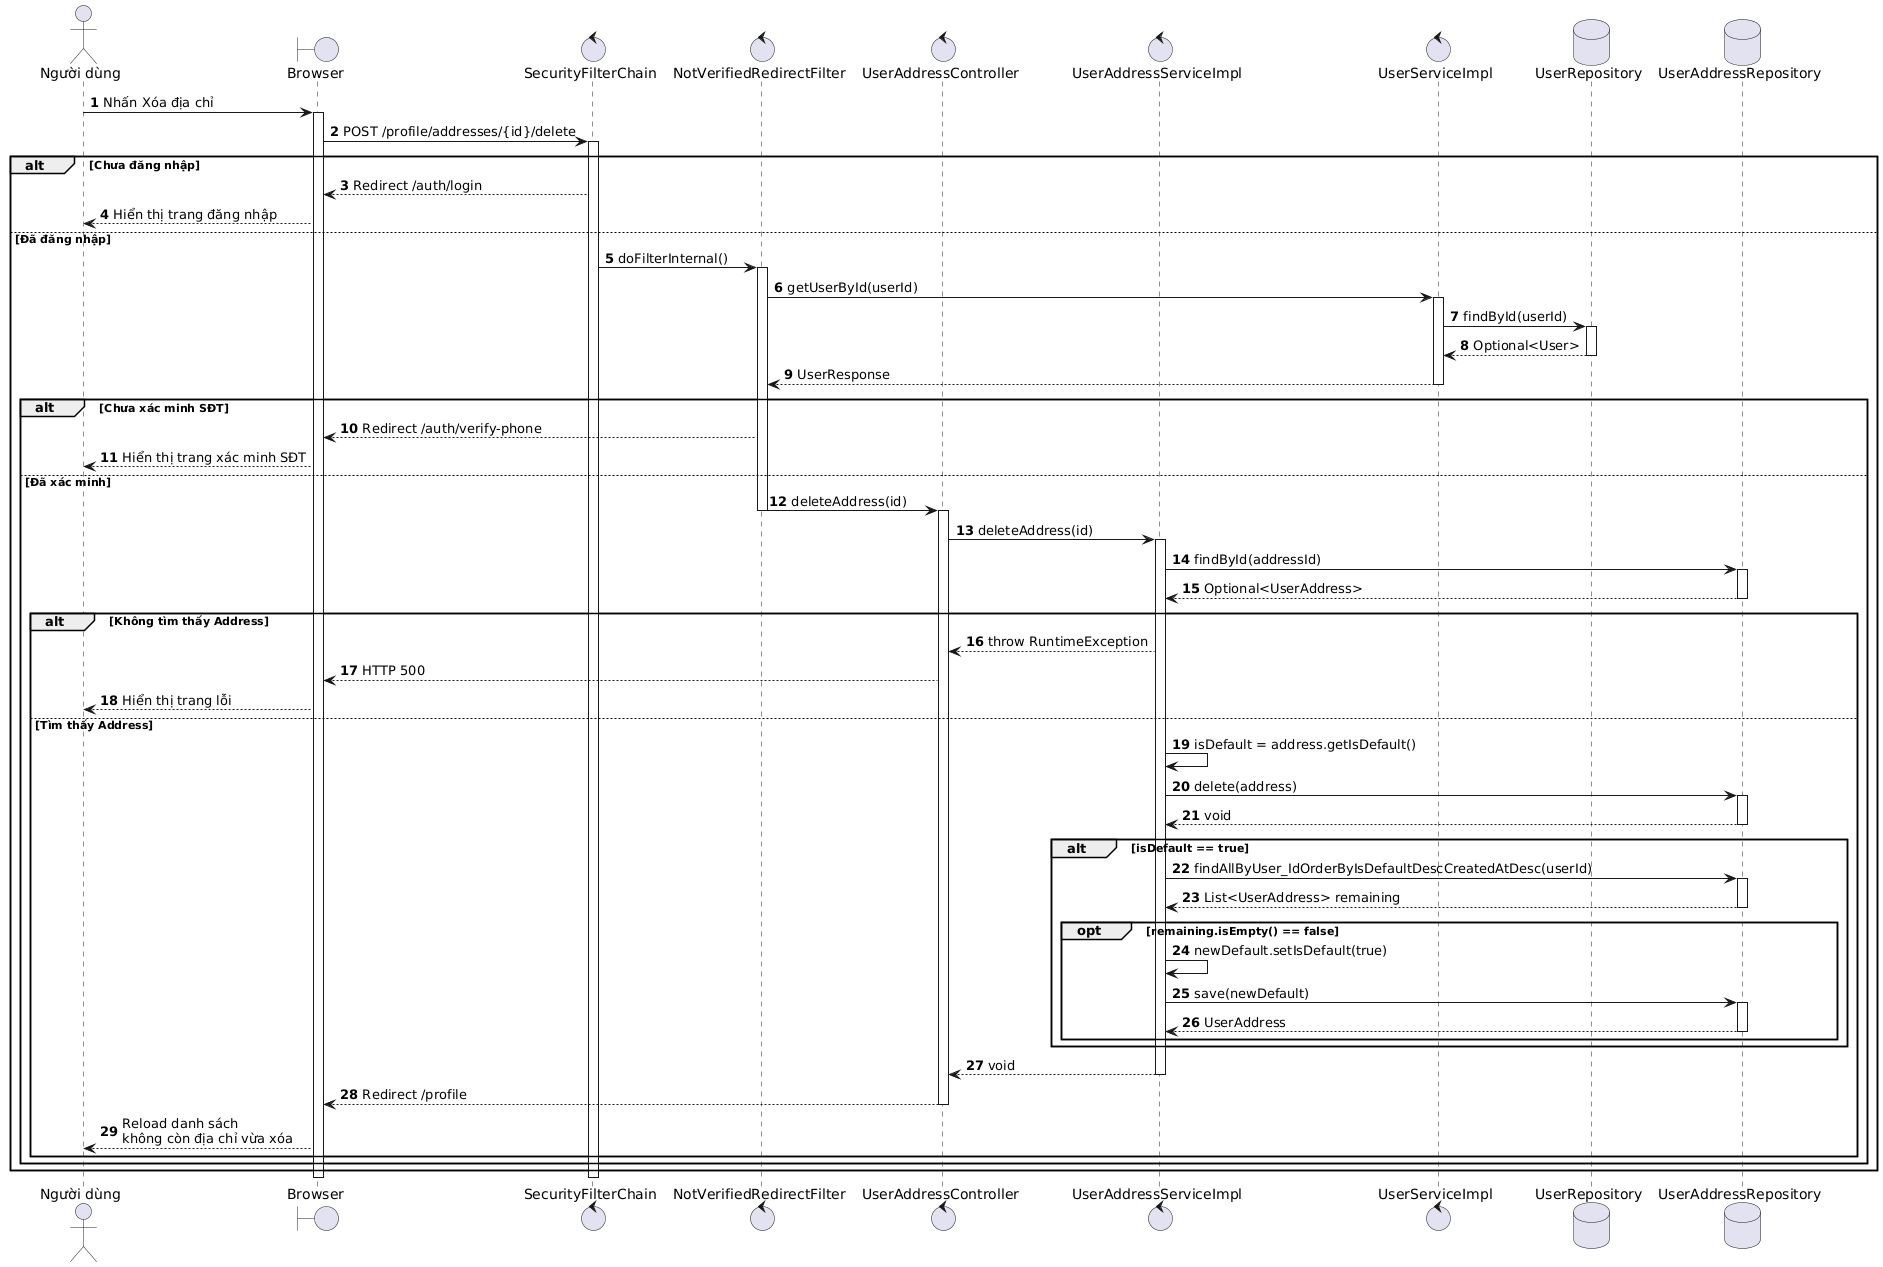 Người dùng
Browser
SecurityFilterChain
NotVerifiedRedirectFilter
UserAddressController
UserAddressServiceImpl
UserServiceImpl
UserRepository
UserAddressRepository
1 Nhấn Xóa địa chỉ
2 POST /profile/addresses/{id}/delete
alt [Chưa đăng nhập]
3 Redirect /auth/login
4 Hiển thị trang đăng nhập
[Đã đăng nhập]
5 doFilterInternal()
6 getUserById(userId)
7 findById(userId)
8 Optional<User>
9 UserResponse
alt [Chưa xác minh SĐT]
10 Redirect /auth/verify-phone
11 Hiển thị trang xác minh SĐT
[Đã xác minh]
12 deleteAddress(id)
13 deleteAddress(id)
14 findById(addressId)
15 Optional<UserAddress>
alt [Không tìm thấy Address]
16 throw RuntimeException
17 HTTP 500
18 Hiển thị trang lỗi
[Tìm thấy Address]
19 isDefault = address.getIsDefault()
20 delete(address)
21 void
alt [isDefault == true]
22 findAllByUser_IdOrderByIsDefaultDescCreatedAtDesc(userId)
23 List<UserAddress> remaining
opt [remaining.isEmpty() == false]
24 newDefault.setIsDefault(true)
25 save(newDefault)
26 UserAddress
27 void
28 Redirect /profile
29 Reload danh sách
không còn địa chỉ vừa xóa
Người dùng
Browser
SecurityFilterChain
NotVerifiedRedirectFilter
UserAddressController
UserAddressServiceImpl
UserServiceImpl
UserRepository
UserAddressRepository